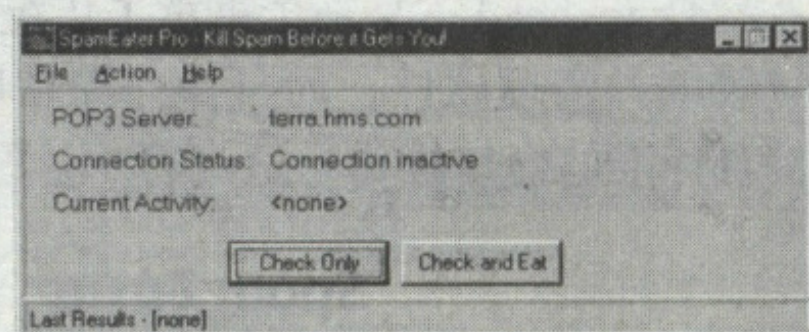 SpamEater Pro - Kill Spam Before it Gets You!
File Action Help
POP3 Server: terra.hms.com
Connection Status: Connection inactive
Current Activity: <none>
Check Only Check and Eat
Last Results - [none]